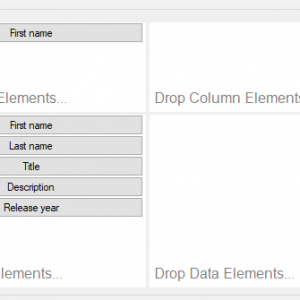 First name
Elements...
Drop Column Elements
First name
Last name
Title
Description
Release year
lements...
Drop Data Elements...